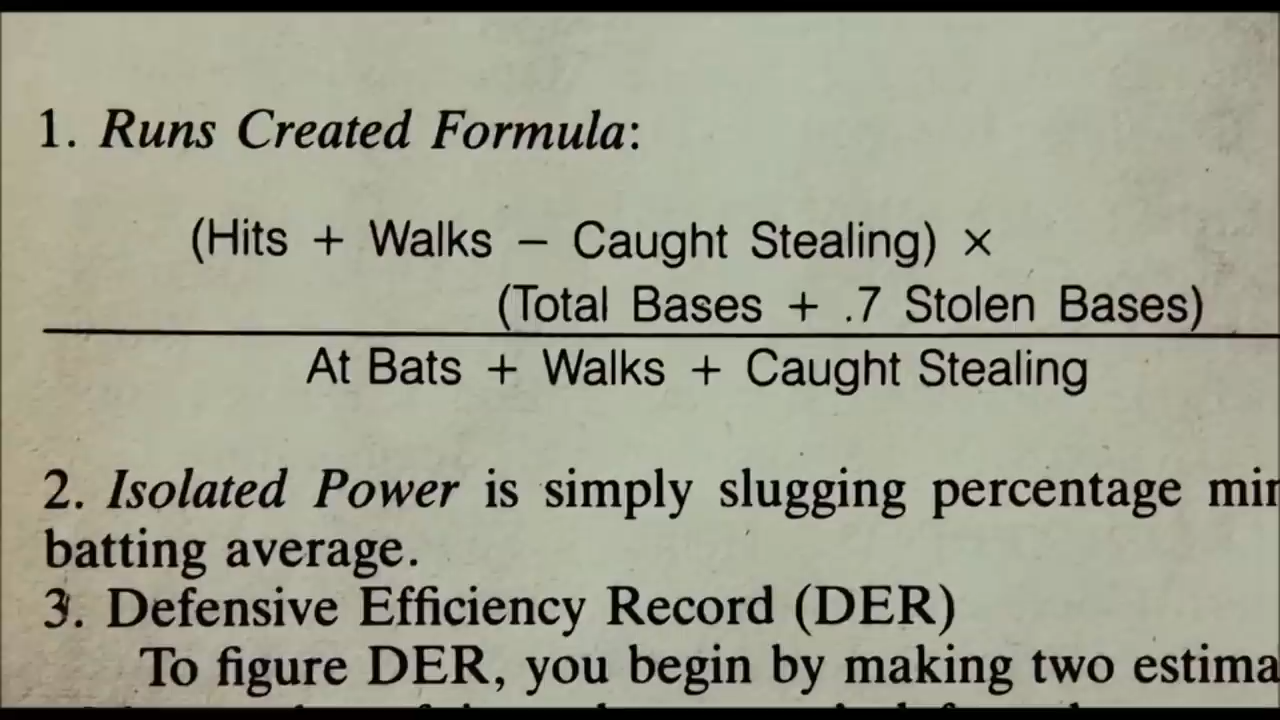 1. Runs Created Formula:
(Hits + Walks − Caught Stealing) ×
(Total Bases + .7 Stolen Bases)
At Bats + Walks + Caught Stealing
2. Isolated Power is simply slugging percentage
batting average.
3. Defensive Efficiency Record (DER)
To figure DER, you begin by making two